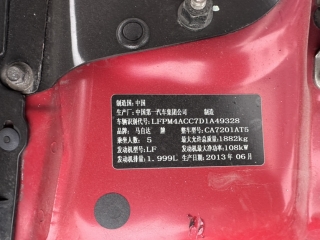 制造国：中国
生产厂：中国第一汽车集团公司 制造
车辆识别代号：LFPM4ACC7D1A49328
品牌：马自达 牌 整车型号：CA7201AT5
乘坐人数：5 最大允许总质量：1882kg
发动机型号：LF 发动机最大净功率：108kW
发动机排量：1.999L 生产日期：2013年06月